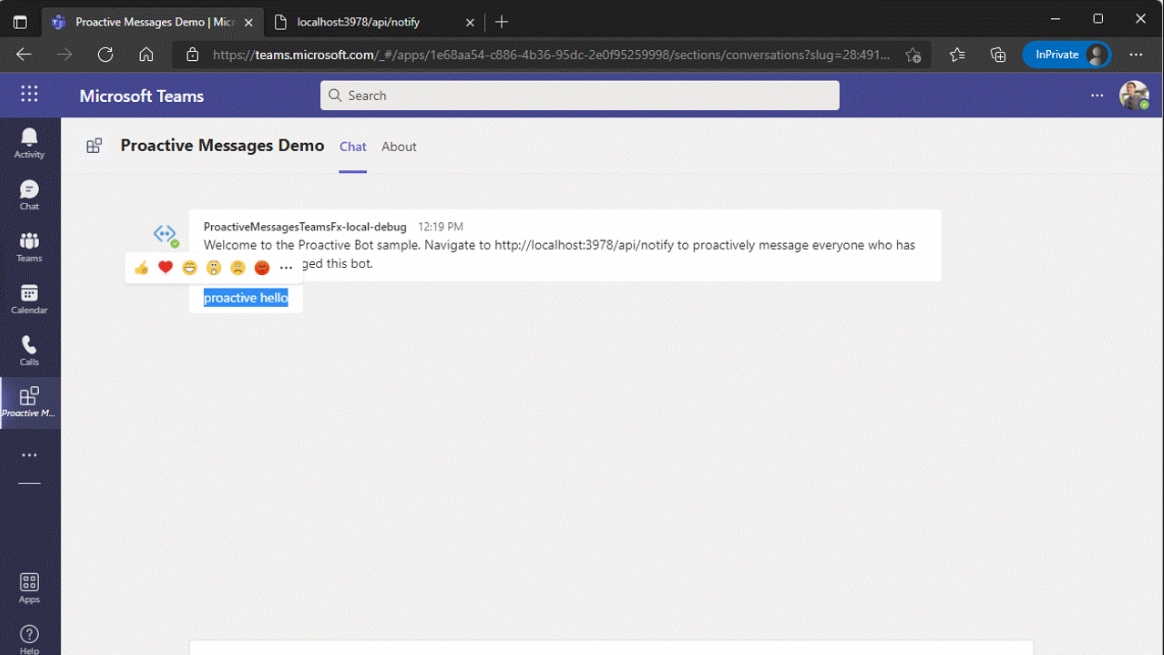 Proactive Messages Demo | Micr
localhost:3978/api/notify
https://teams.microsoft.com/_#/apps/1e68aa54-c886-4b36-95dc-2e0f95259998/sections/conversations?slug=28:491...
InPrivate
Microsoft Teams
Search
Activity
Chat
Teams
Calendar
Calls
Proactive M...
Apps
Help
Proactive Messages Demo
Chat
About
ProactiveMessagesTeamsFx-local-debug 12:19 PM
Welcome to the Proactive Bot sample. Navigate to http://localhost:3978/api/notify to proactively message everyone who has
ged this bot.
proactive hello